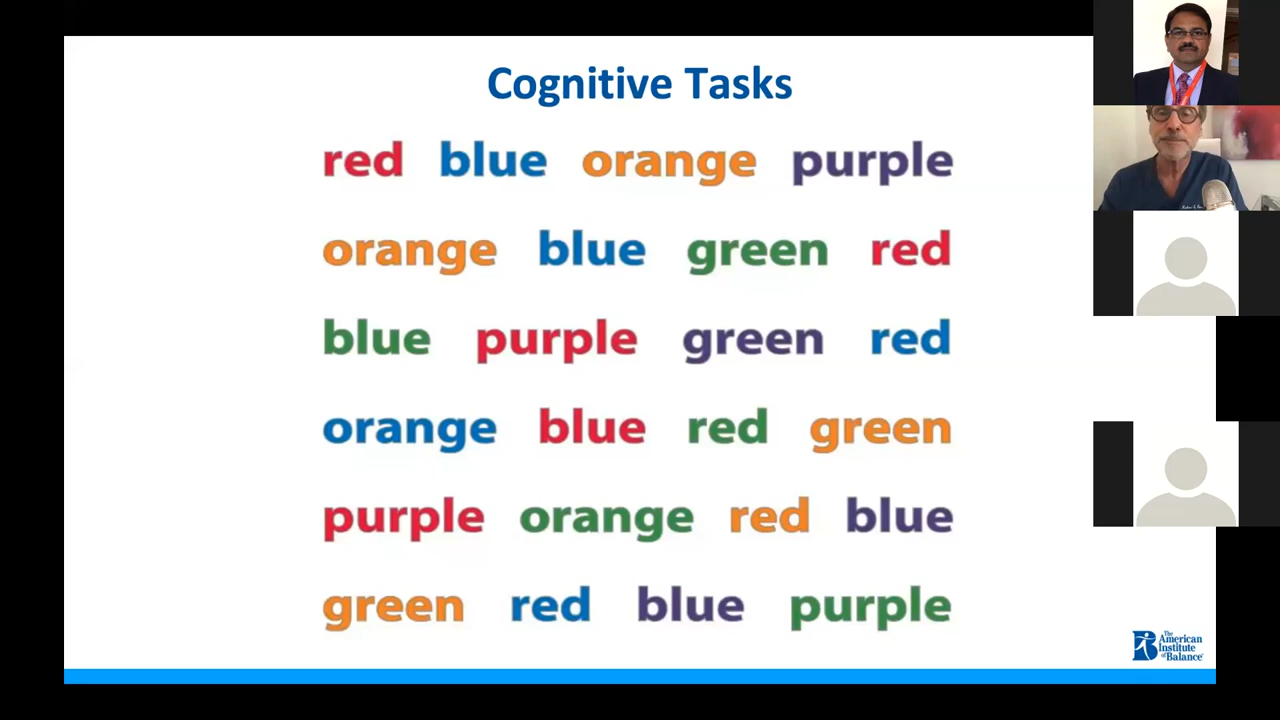 Cognitive Tasks
red blue orange purple
orange blue green red
blue purple green red
orange blue red green
purple orange red blue
green red blue purple
The
American
Institute
of Balance